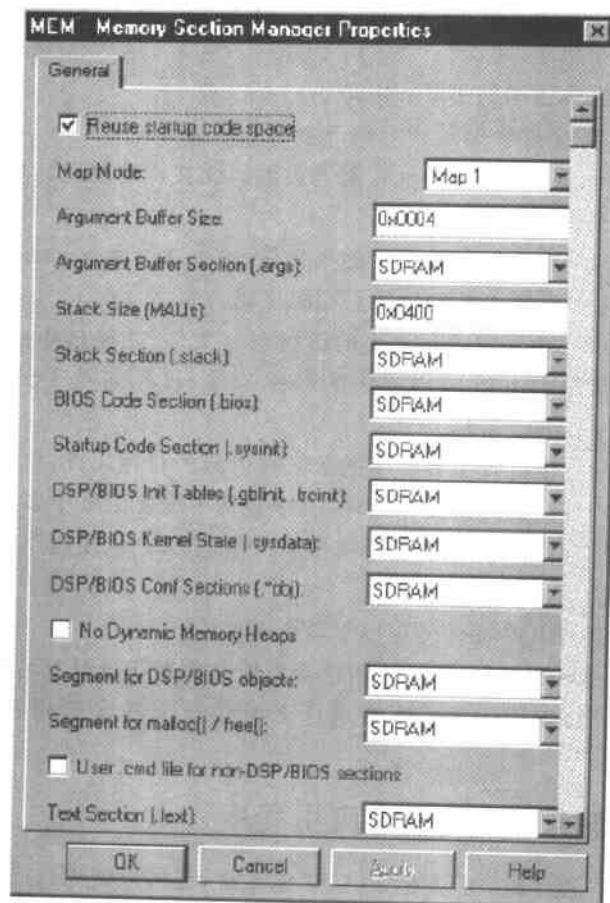 MEM Memory Section Manager Properties
General
Reuse startup code space
Map Mode: Map 1
Argument Buffer Size: 0x0004
Argument Buffer Section (.args): SDRAM
Stack Size (MAUs): 0x0400
Stack Section (.stack): SDRAM
BIOS Code Section (.bios): SDRAM
Startup Code Section (.sysinit): SDRAM
DSP/BIOS Init Tables (.gblinit, .trcinit): SDRAM
DSP/BIOS Kernel State (.sysdata): SDRAM
DSP/BIOS Conf Sections (.*obj): SDRAM
No Dynamic Memory Heaps
Segment for DSP/BIOS objects: SDRAM
Segment for malloc() / free(): SDRAM
User .cmd file for non-DSP/BIOS sections
Text Section (.text): SDRAM
OK Cancel Apply Help